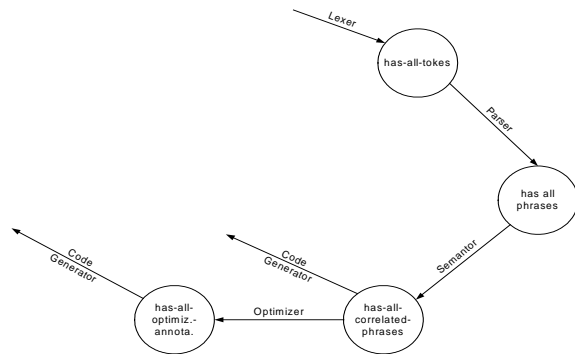 Lexer
has-all-tokes
Parser
has all
phrases
Semantor
Code
Generator
Code
Generator
has-all-
correlated-
phrases
Optimizer
has-all-
optimiz.-
annota.